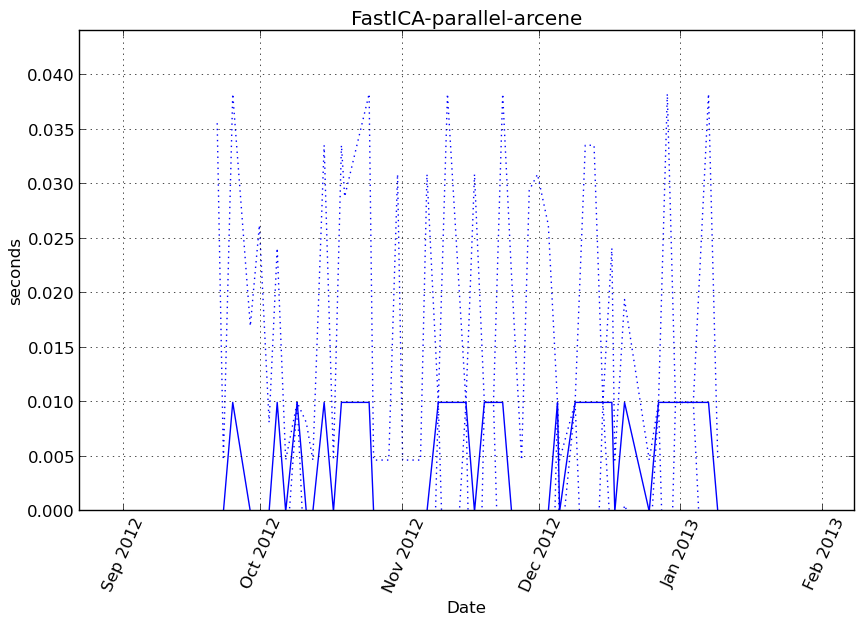 FastICA-parallel-arcene
0.040
0.035
0.030
0.025
0.020
0.015
0.010
0.005
0.000
seconds
Sep 2012
Oct 2012
Nov 2012
Dec 2012
Jan 2013
Feb 2013
Date